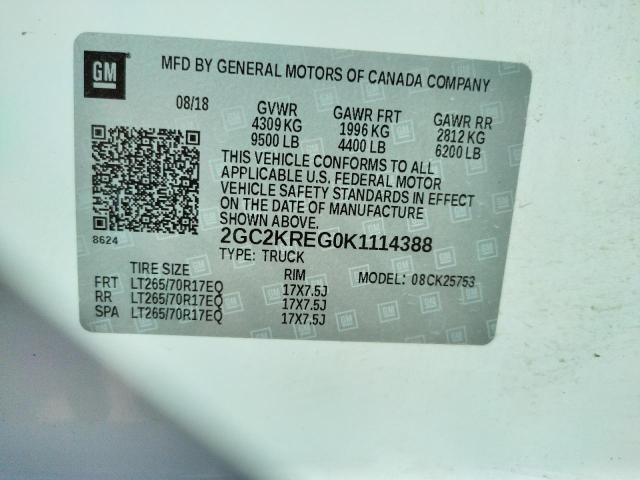 GM
MFD BY GENERAL MOTORS OF CANADA COMPANY
08/18 GVWR GAWR FRT GAWR RR
4309 KG 1996 KG 2812 KG
9500 LB 4400 LB 6200 LB
THIS VEHICLE CONFORMS TO ALL
APPLICABLE U.S. FEDERAL MOTOR
VEHICLE SAFETY STANDARDS IN EFFECT
ON THE DATE OF MANUFACTURE
SHOWN ABOVE.
8624 2GC2KREG0K1114388
TYPE: TRUCK
TIRE SIZE RIM MODEL: 08CK25753
FRT LT265/70R17EQ 17X7.5J
RR LT265/70R17EQ 17X7.5J
SPA LT265/70R17EQ 17X7.5J